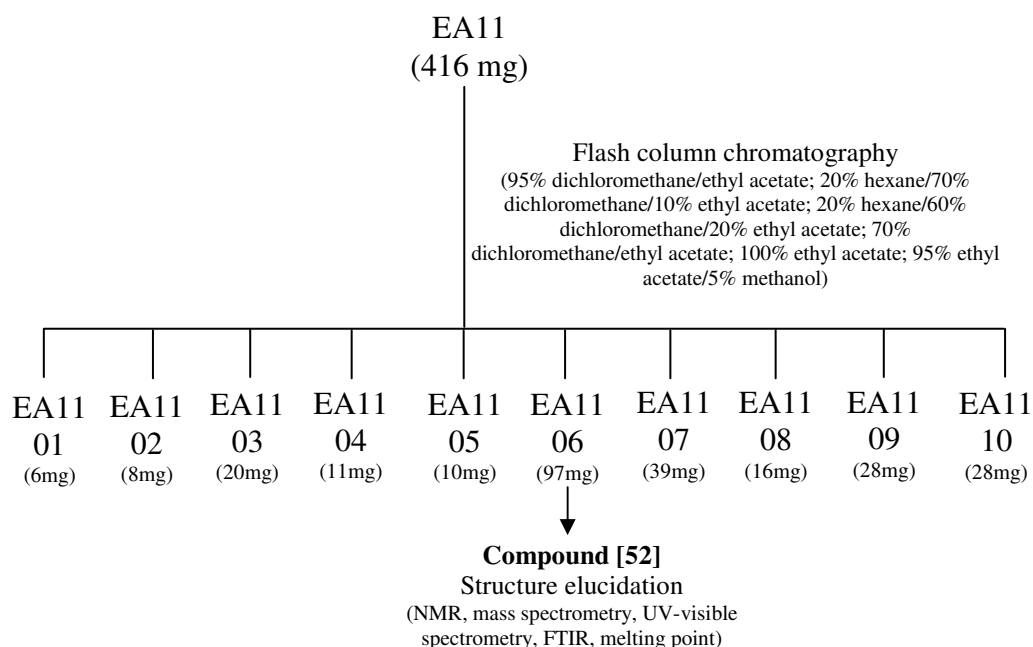 EA11
(416 mg)
Flash column chromatography
(95% dichloromethane/ethyl acetate; 20% hexane/70%
dichloromethane/10% ethyl acetate; 20% hexane/60%
dichloromethane/20% ethyl acetate; 70%
dichloromethane/ethyl acetate; 100% ethyl acetate; 95% ethyl
acetate/5% methanol)
EA11 EA11 EA11 EA11 EA11 EA11 EA11 EA11 EA11 EA11
01 02 03 04 05 06 07 08 09 10
(6mg) (8mg) (20mg) (11mg) (10mg) (97mg) (39mg) (16mg) (28mg) (28mg)
Compound [52]
Structure elucidation
(NMR, mass spectrometry, UV-visible
spectrometry, FTIR, melting point)